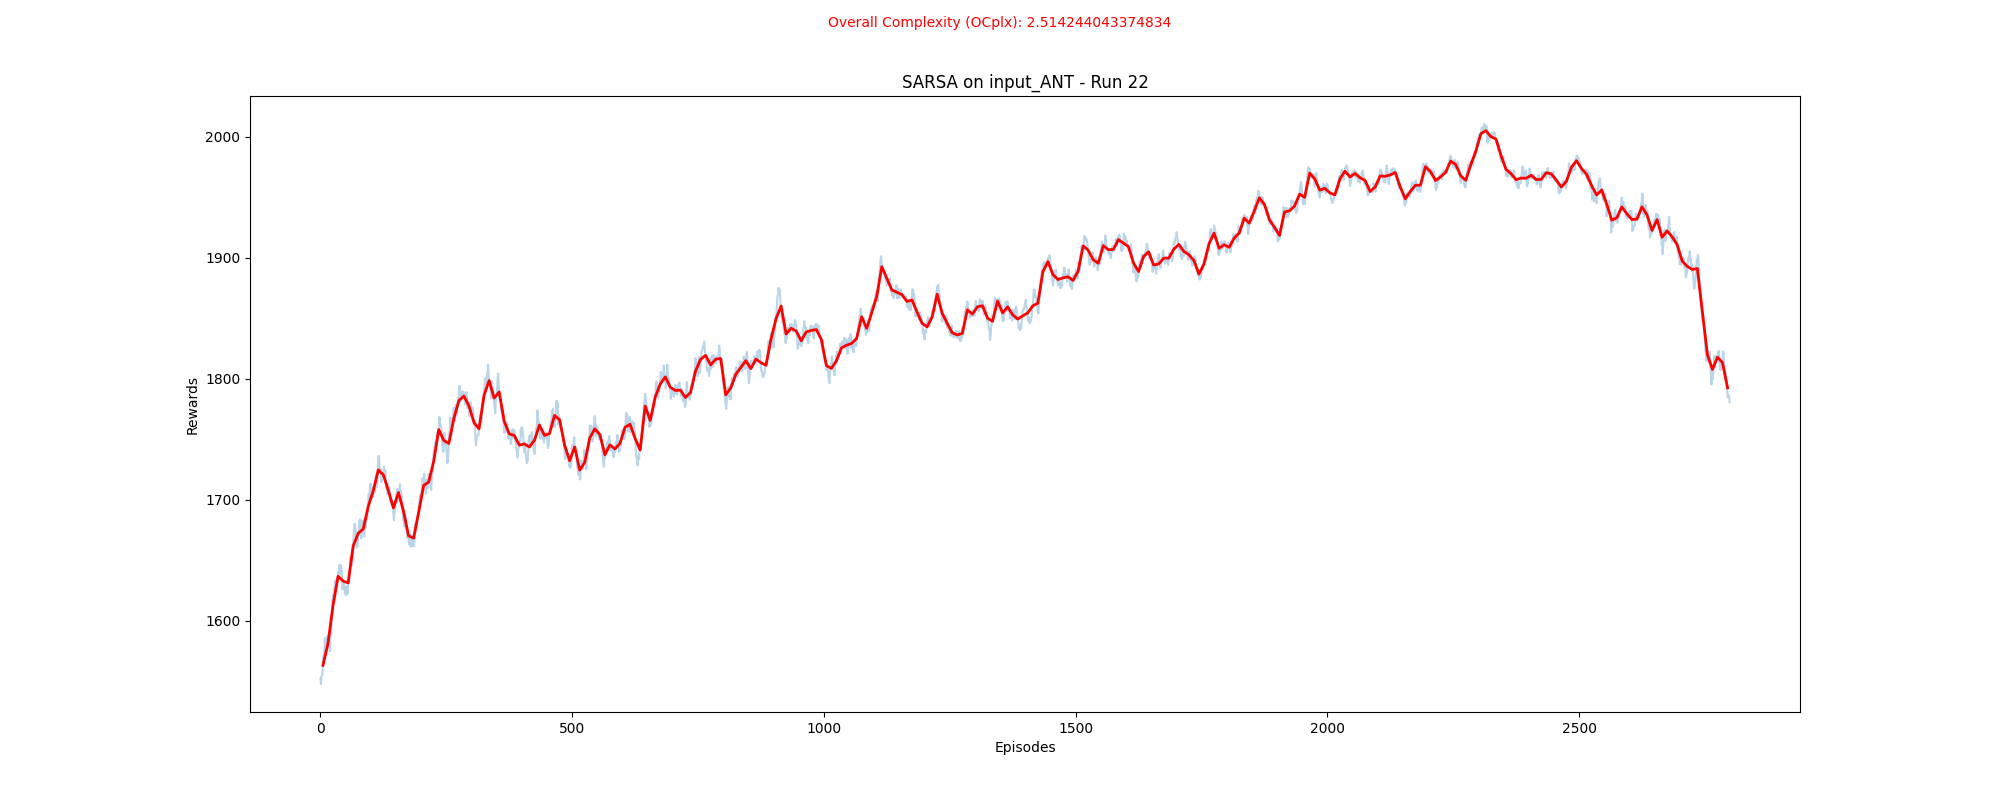 Overall Complexity (OCplx): 2.514244043374834
SARSA on input_ANT - Run 22
2000
1900
1800
1700
1600
Rewards
0 500 1000 1500 2000 2500
Episodes